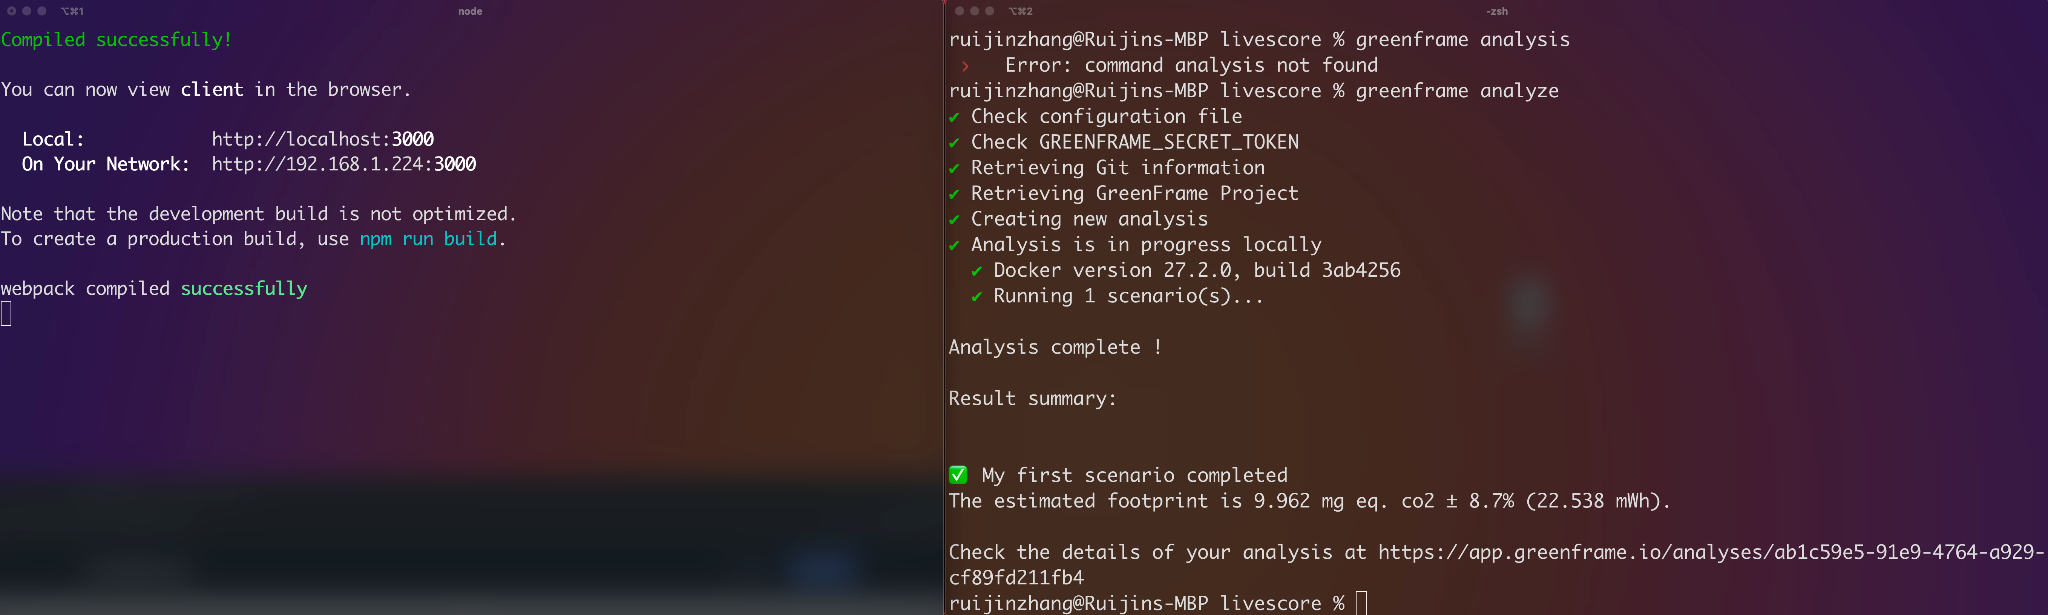 ⌥⌘1
node
Compiled successfully!
You can now view client in the browser.
Local: http://localhost:3000
On Your Network: http://192.168.1.224:3000
Note that the development build is not optimized.
To create a production build, use npm run build.
webpack compiled successfully
⌥⌘2
-zsh
ruijinzhang@Ruijins-MBP livescore % greenframe analysis
› Error: command analysis not found
ruijinzhang@Ruijins-MBP livescore % greenframe analyze
✔ Check configuration file
✔ Check GREENFRAME_SECRET_TOKEN
✔ Retrieving Git information
✔ Retrieving GreenFrame Project
✔ Creating new analysis
✔ Analysis is in progress locally
✔ Docker version 27.2.0, build 3ab4256
✔ Running 1 scenario(s)...
Analysis complete !
Result summary:
✅ My first scenario completed
The estimated footprint is 9.962 mg eq. co2 ± 8.7% (22.538 mWh).
Check the details of your analysis at https://app.greenframe.io/analyses/ab1c59e5-91e9-4764-a929-
cf89fd211fb4
ruijinzhang@Ruijins-MBP livescore %